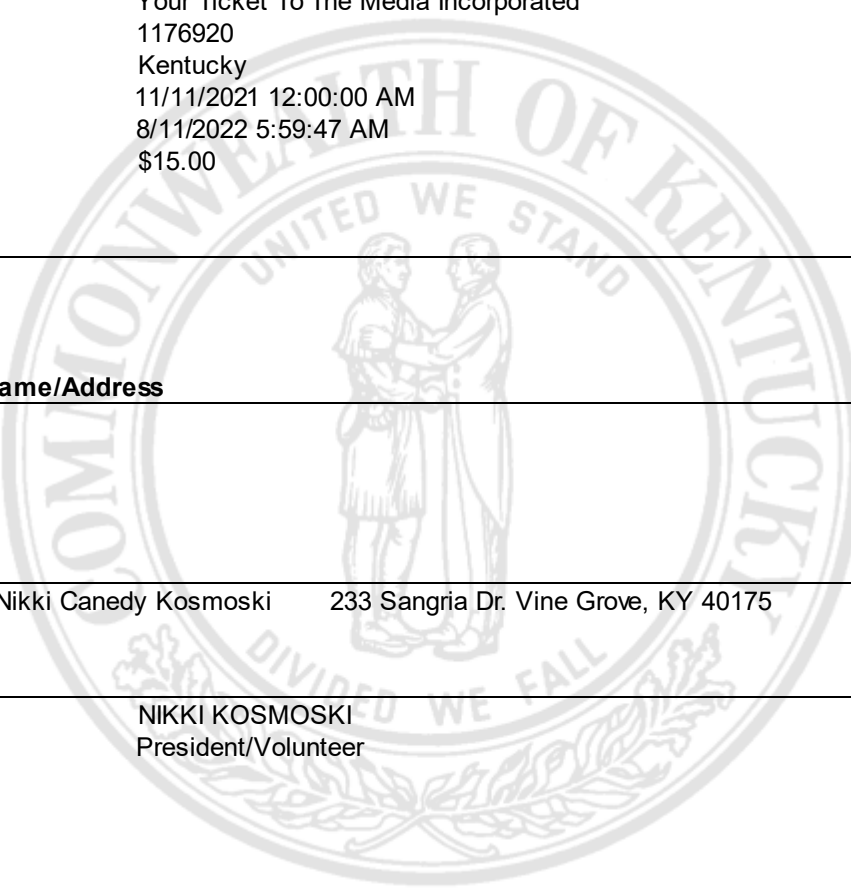 Your Ticket To The Media Incorporated
1176920
Kentucky
11/11/2021 12:00:00 AM
8/11/2022 5:59:47 AM
$15.00
COMMONWEALTH OF KENTUCKY
UNITED WE STAND
ame/Address
Nikki Canedy Kosmoski 233 Sangria Dr. Vine Grove, KY 40175
DIVIDED WE FALL
NIKKI KOSMOSKI
President/Volunteer